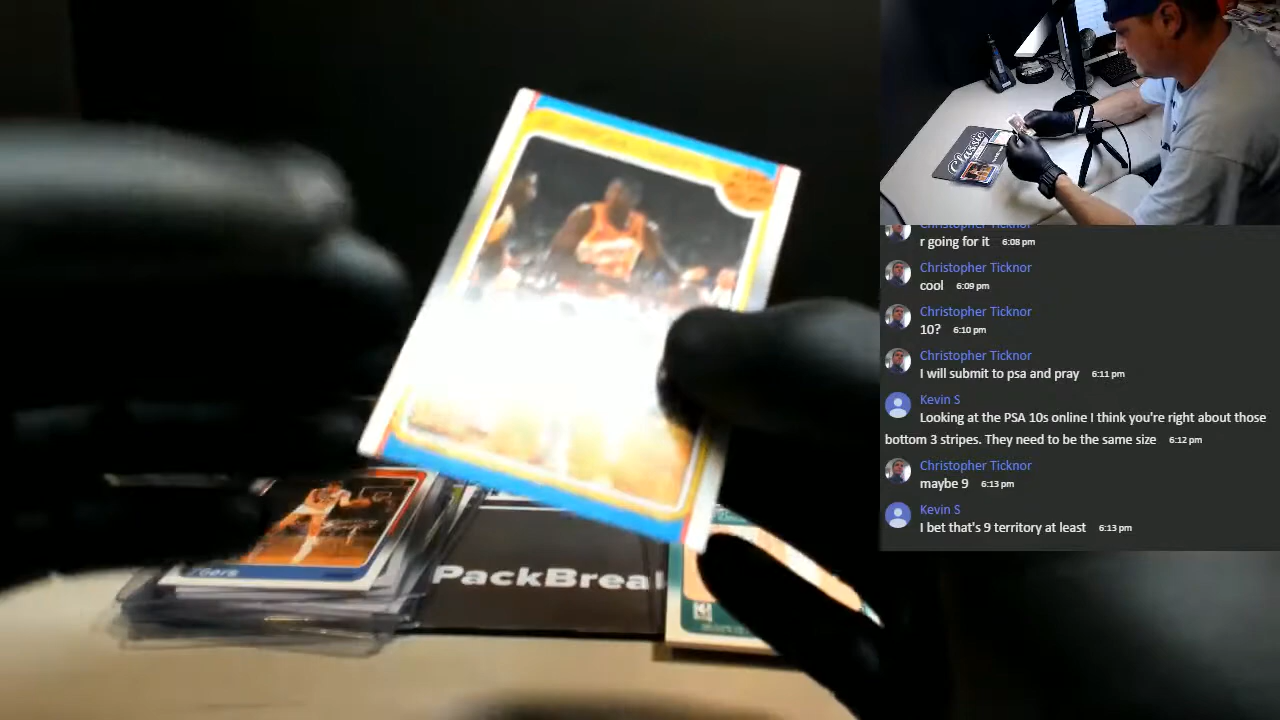 PackBrea
76ers
Classic
r going for it 6:08 pm
Christopher Ticknor
cool 6:09 pm
Christopher Ticknor
10? 6:10 pm
Christopher Ticknor
I will submit to psa and pray 6:11 pm
Kevin S
Looking at the PSA 10s online I think you're right about those
bottom 3 stripes. They need to be the same size 6:12 pm
Christopher Ticknor
maybe 9 6:13 pm
Kevin S
I bet that's 9 territory at least 6:13 pm